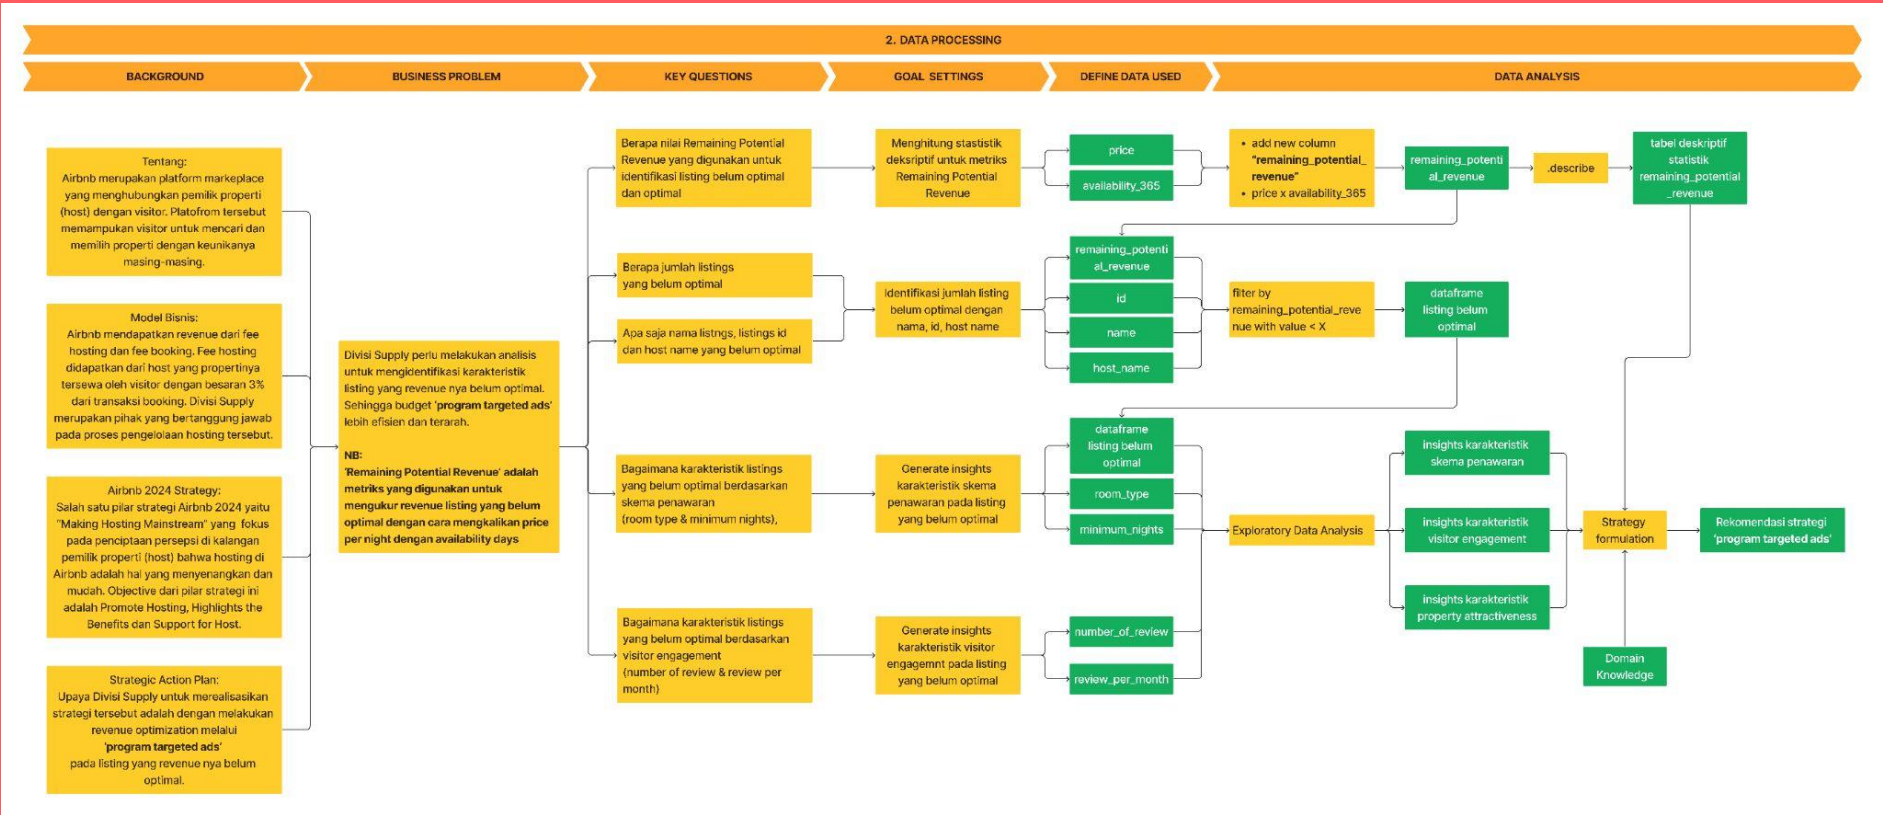 2. DATA PROCESSING
BACKGROUND
BUSINESS PROBLEM
KEY QUESTIONS
GOAL SETTINGS
DEFINE DATA USED
DATA ANALYSIS
Tentang:
Airbnb merupakan platform markeplace
yang menghubungkan pemilik properti
(host) dengan visitor. Platofrom tersebut
memampukan visitor untuk mencari dan
memilih properti dengan keunikanya
masing-masing.
Model Bisnis:
Airbnb mendapatkan revenue dari fee
hosting dan fee booking. Fee hosting
didapatkan dari host yang propertinya
tersewa oleh visitor dengan besaran 3%
dari transaksi booking. Divisi Supply
merupakan pihak yang bertanggung jawab
pada proses pengelolaan hosting tersebut.
Airbnb 2024 Strategy:
Salah satu pilar strategi Airbnb 2024 yaitu
"Making Hosting Mainstream" yang fokus
pada penciptaan persepsi di kalangan
pemilik properti (host) bahwa hosting di
Airbnb adalah hal yang menyenangkan dan
mudah. Objective dari pilar strategi ini
adalah Promote Hosting, Highlights the
Benefits dan Support for Host.
Strategic Action Plan:
Upaya Divisi Supply untuk merealisasikan
strategi tersebut adalah dengan melakukan
revenue optimization melalui
'program targeted ads'
pada listing yang revenue nya belum
optimal.
Divisi Supply perlu melakukan analisis
untuk mengidentifikasi karakteristik
listing yang revenue nya belum optimal.
Sehingga budget 'program targeted ads'
lebih efisien dan terarah.
NB:
'Remaining Potential Revenue' adalah
metriks yang digunakan untuk
mengukur revenue listing yang belum
optimal dengan cara mengkalikan price
per night dengan availability days
Berapa nilai Remaining Potential
Revenue yang digunakan untuk
identifikasi listing belum optimal
dan optimal
Berapa jumlah listings
yang belum optimal
Apa saja nama listngs, listings id
dan host name yang belum optimal
Bagaimana karakteristik listings
yang belum optimal berdasarkan
skema penawaran
(room type & minimum nights),
Bagaimana karakteristik listings
yang belum optimal berdasarkan
visitor engagement
(number of review & review per
month)
Menghitung stastistik
deksriptif untuk metriks
Remaining Potential
Revenue
Identifikasi jumlah listing
belum optimal dengan
nama, id, host name
Generate insights
karakteristik skema
penawaran pada listing
yang belum optimal
Generate insights
karakteristik visitor
engagemnt pada listing
yang belum optimal
price
availability_365
remaining_potenti
al_revenue
id
name
host_name
dataframe
listing belum
optimal
room_type
minimum_nights
number_of_review
review_per_month
• add new column
"remaining_potential_
revenue"
• price x availability_365
remaining_potenti
al_revenue
.describe
tabel deskriptif
statistik
remaining_potential
_revenue
filter by
remaining_potential_reve
nue with value < X
dataframe
listing belum
optimal
Exploratory Data Analysis
insights karakteristik
skema penawaran
insights karakteristik
visitor engagement
insights karakteristik
property attractiveness
Strategy
formulation
Domain
Knowledge
Rekomendasi strategi
'program targeted ads'